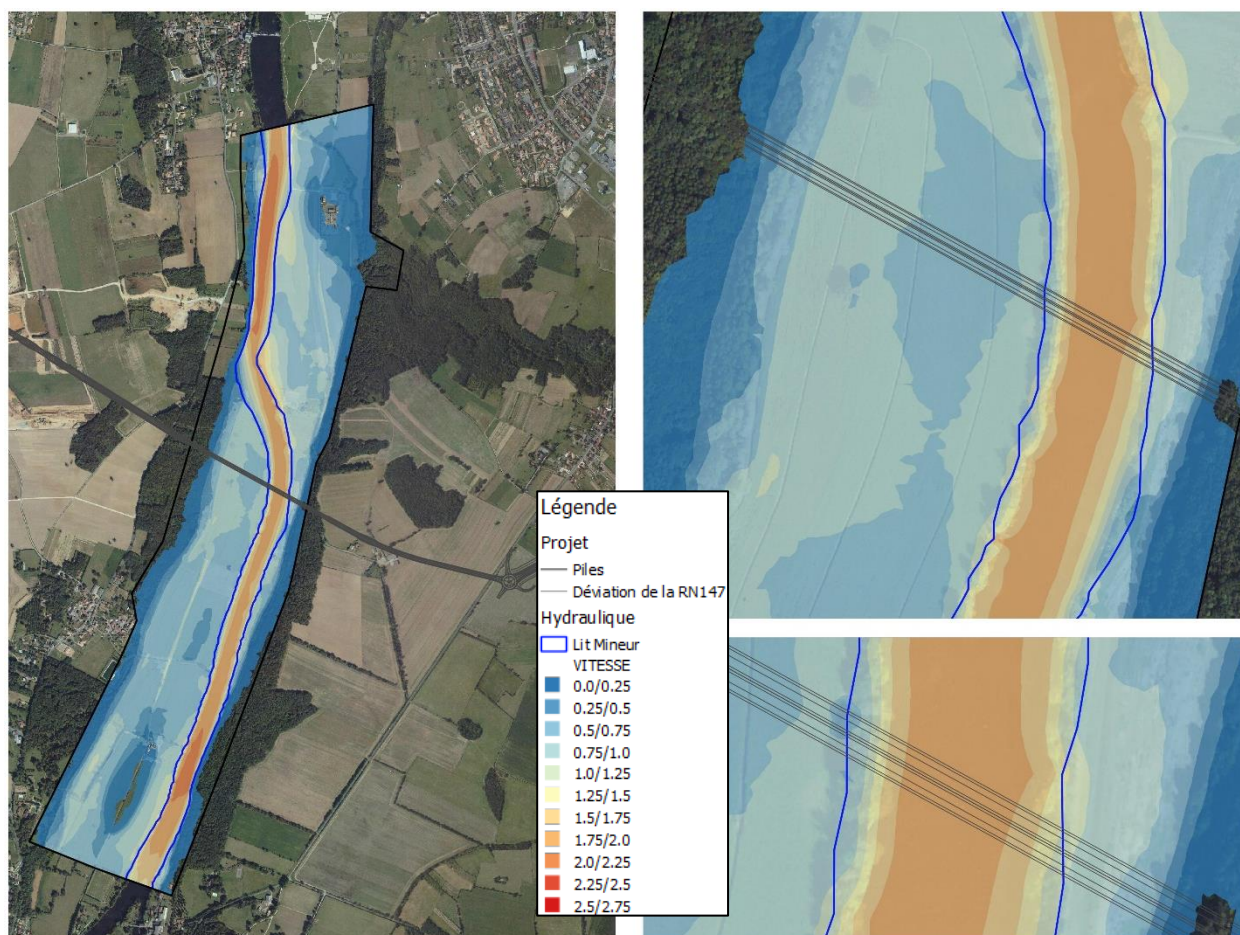 Légende
Projet
Piles
Déviation de la RN147
Hydraulique
Lit Mineur
VITESSE
0.0/0.25
0.25/0.5
0.5/0.75
0.75/1.0
1.0/1.25
1.25/1.5
1.5/1.75
1.75/2.0
2.0/2.25
2.25/2.5
2.5/2.75